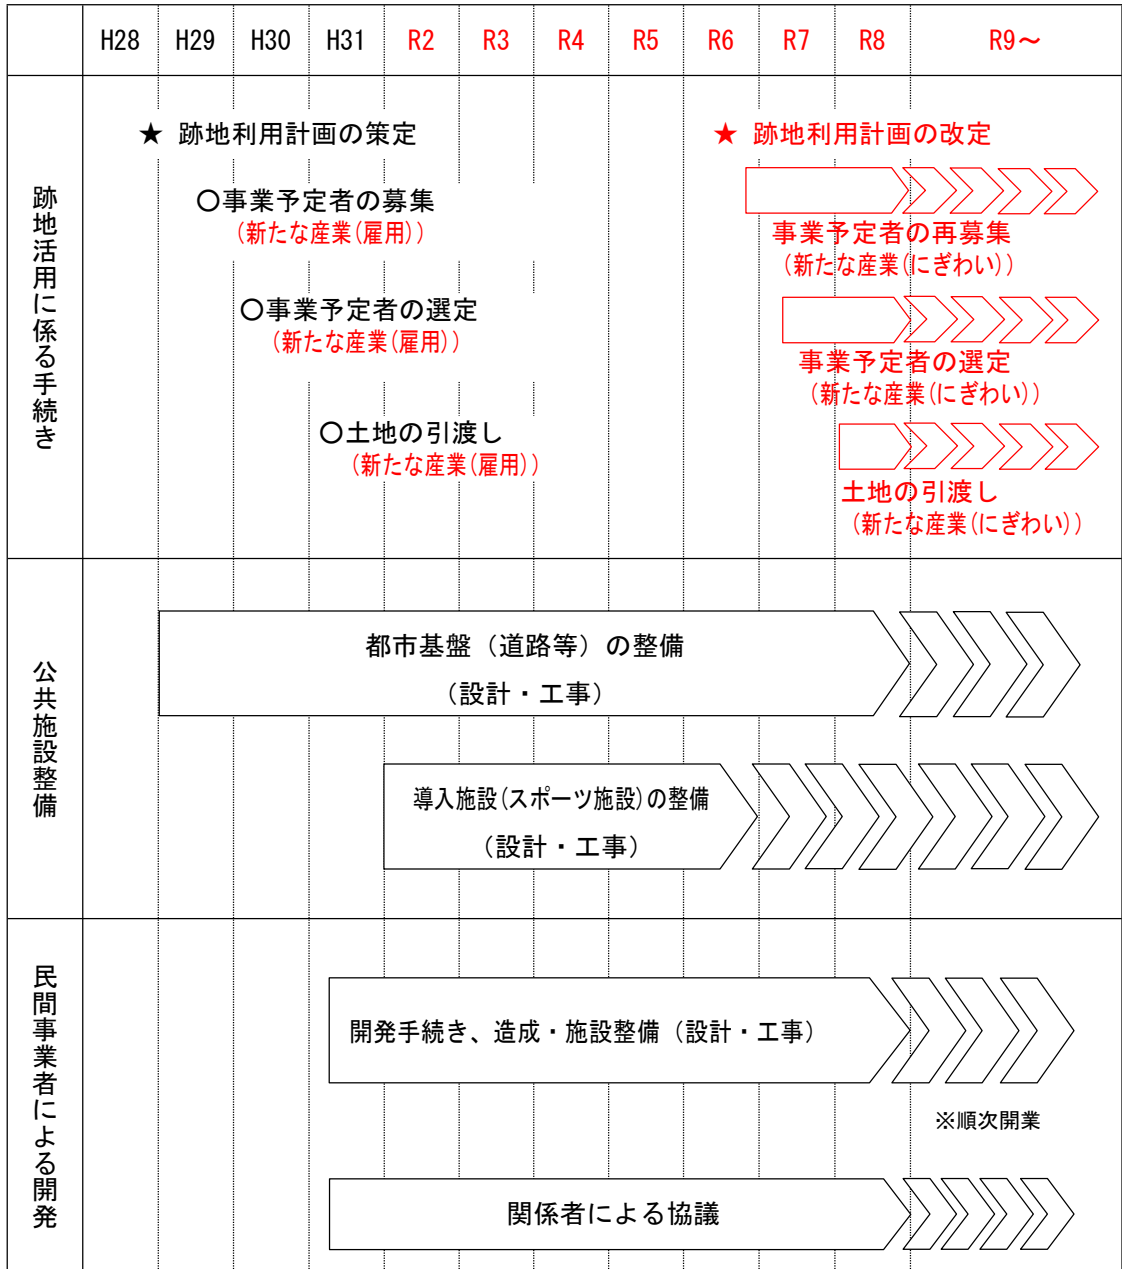 H28 H29 H30 H31 R2 R3 R4 R5 R6 R7 R8 R9～
跡地活用に係る手続き
★ 跡地利用計画の策定
〇事業予定者の募集
(新たな産業(雇用))
〇事業予定者の選定
(新たな産業(雇用))
〇土地の引渡し
(新たな産業(雇用))
★ 跡地利用計画の改定
事業予定者の再募集
(新たな産業(にぎわい))
事業予定者の選定
(新たな産業(にぎわい))
土地の引渡し
(新たな産業(にぎわい))
公共施設整備
都市基盤（道路等）の整備
（設計・工事）
導入施設(スポーツ施設)の整備
（設計・工事）
民間事業者による開発
開発手続き、造成・施設整備（設計・工事）
※順次開業
関係者による協議